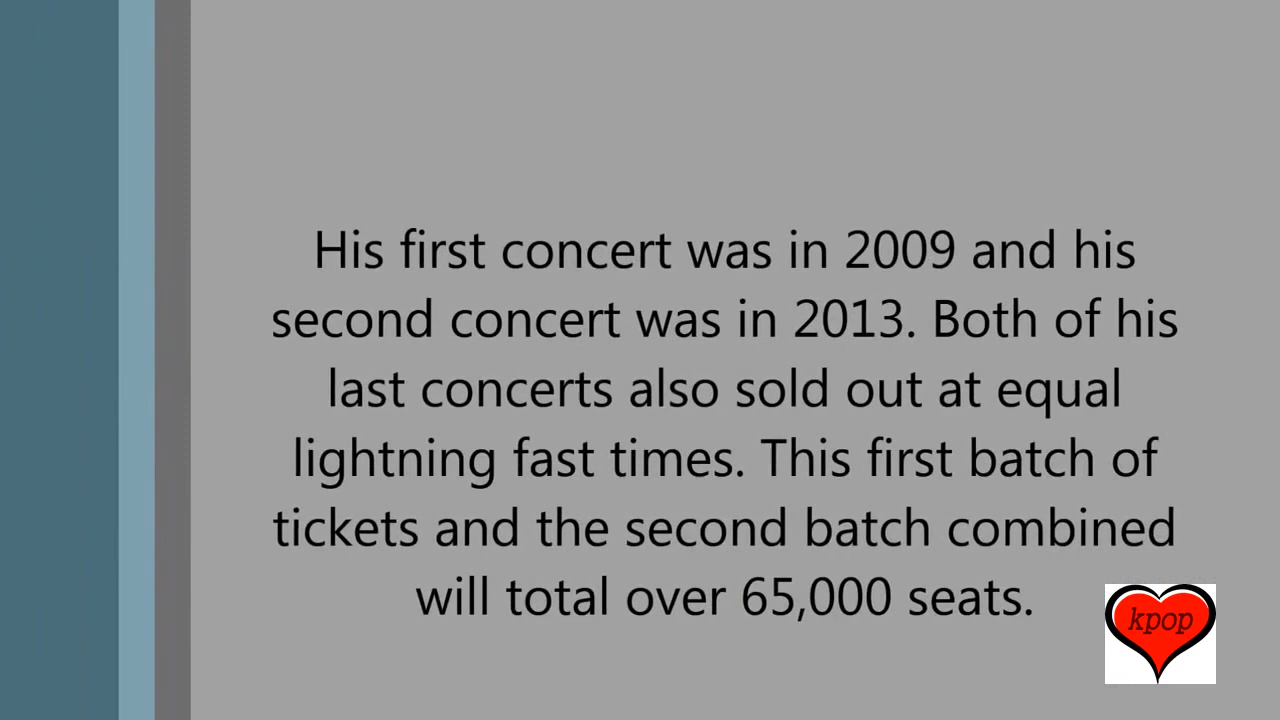 His first concert was in 2009 and his
second concert was in 2013. Both of his
last concerts also sold out at equal
lightning fast times. This first batch of
tickets and the second batch combined
will total over 65,000 seats.
kpop